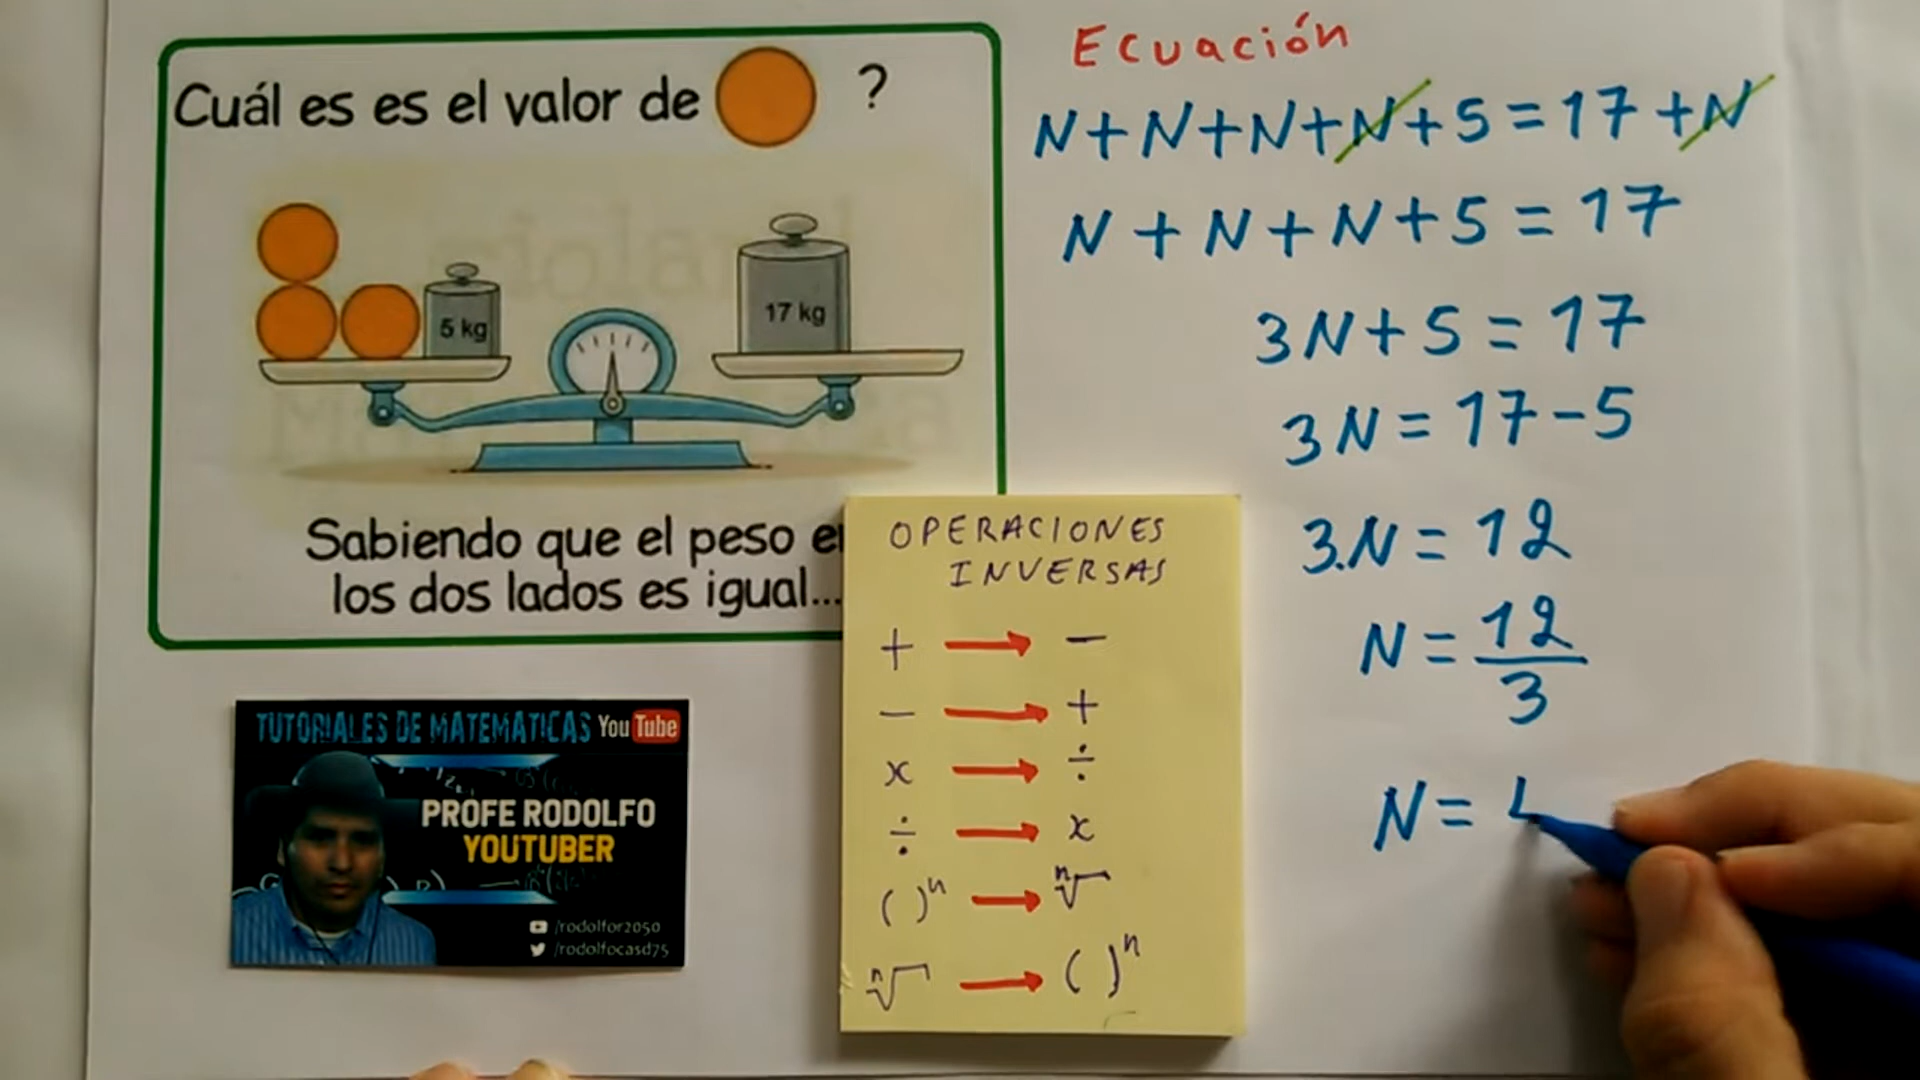 Cuál es es el valor de ?
5 kg
17 kg
Sabiendo que el peso en
los dos lados es igual...
Ecuación
N+N+N+N+5=17+N
N+N+N+5=17
3N+5=17
3N=17-5
3.N=12
N=12/3
N=4
OPERACIONES
INVERSAS
+ → -
- → +
x → ÷
÷ → x
( )ⁿ → ⁿ√
ⁿ√ → ( )ⁿ
TUTORIALES DE MATEMATICAS YouTube
PROFE RODOLFO
YOUTUBER
/rodolfor2050
/rodolfocasd75